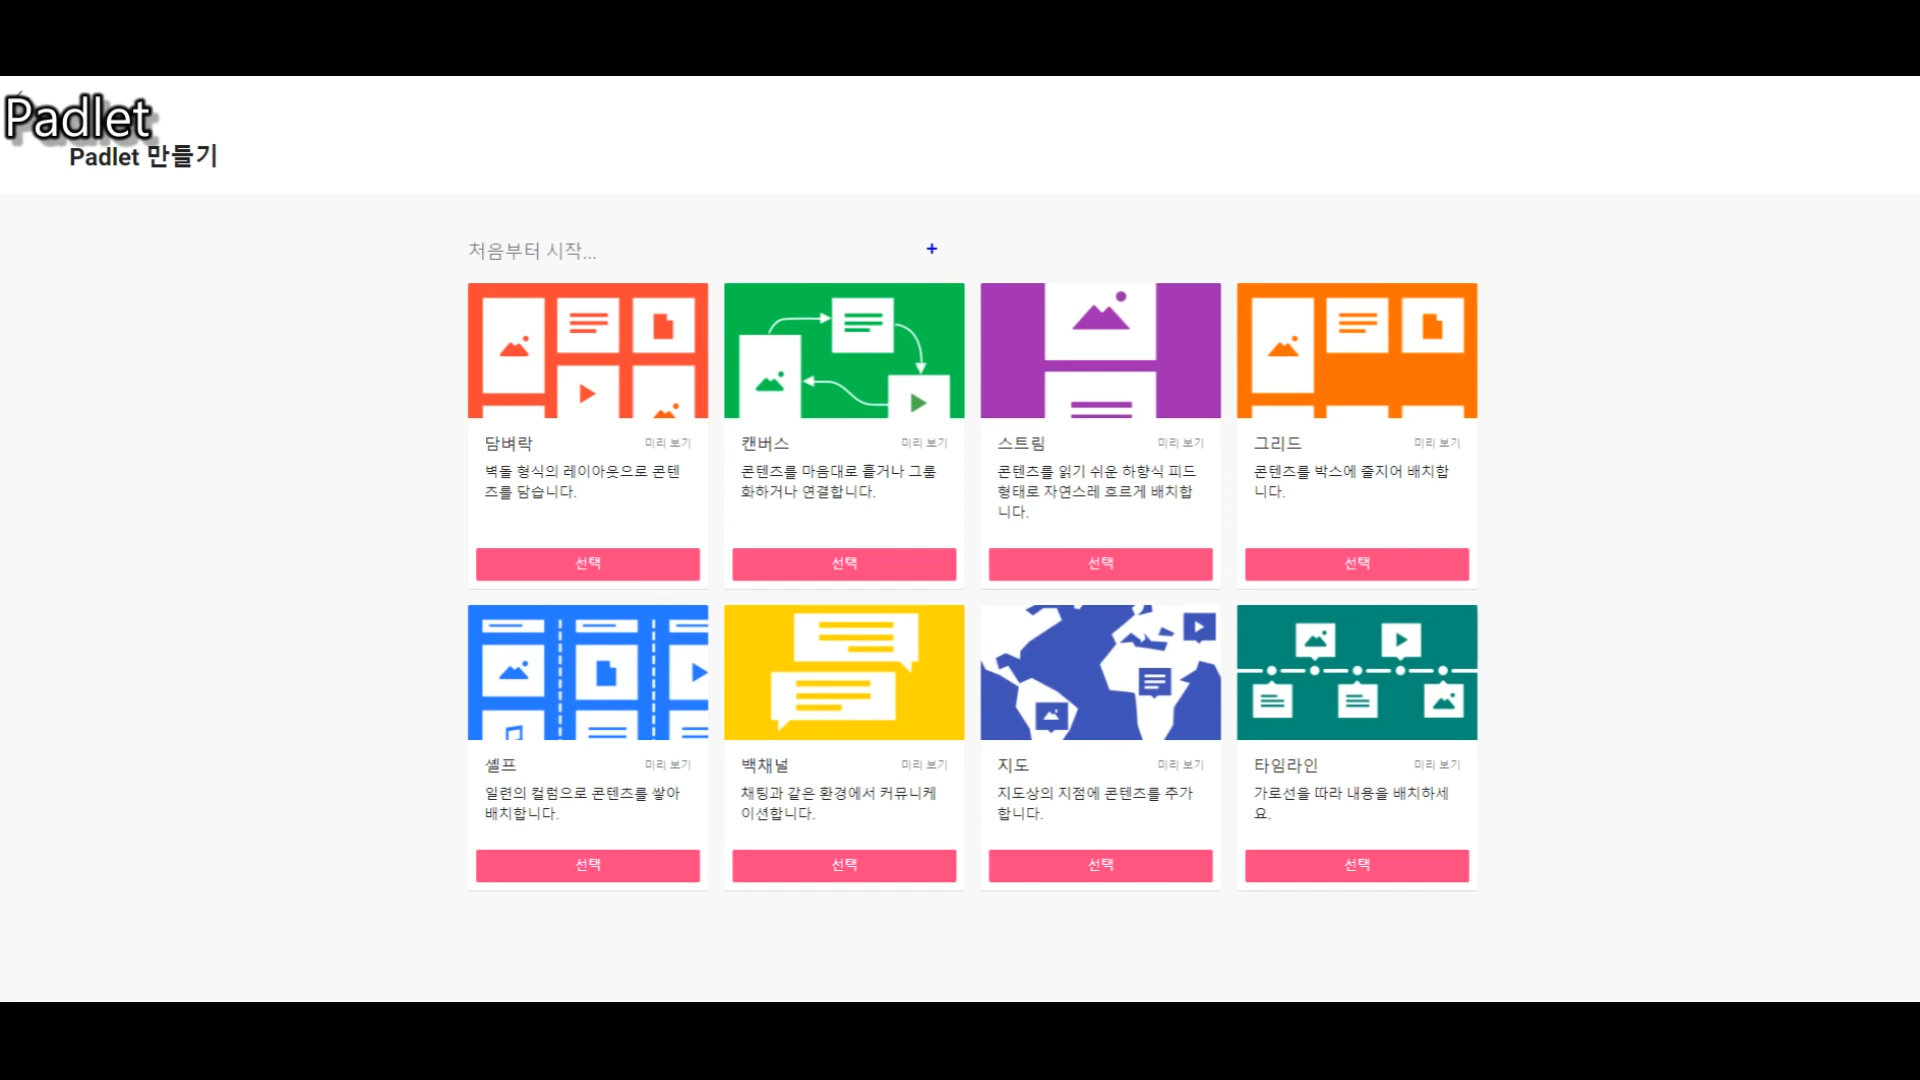 Padlet
Padlet 만들기
처음부터 시작...
+
담벼락 미리 보기
벽돌 형식의 레이아웃으로 콘텐
츠를 담습니다.
선택
캔버스 미리 보기
콘텐츠를 마음대로 흩거나 그룹
화하거나 연결합니다.
선택
스트림 미리 보기
콘텐츠를 읽기 쉬운 하향식 피드
형태로 자연스레 흐르게 배치합
니다.
선택
그리드 미리 보기
콘텐츠를 박스에 줄지어 배치합
니다.
선택
셸프 미리 보기
일련의 컬럼으로 콘텐츠를 쌓아
배치합니다.
선택
백채널 미리 보기
채팅과 같은 환경에서 커뮤니케
이션합니다.
선택
지도 미리 보기
지도상의 지점에 콘텐츠를 추가
합니다.
선택
타임라인 미리 보기
가로선을 따라 내용을 배치하세
요.
선택